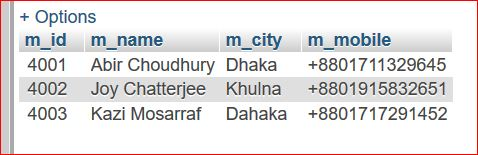 + Options
m_id m_name m_city m_mobile
4001 Abir Choudhury Dhaka +8801711329645
4002 Joy Chatterjee Khulna +8801915832651
4003 Kazi Mosarraf Dahaka +8801717291452